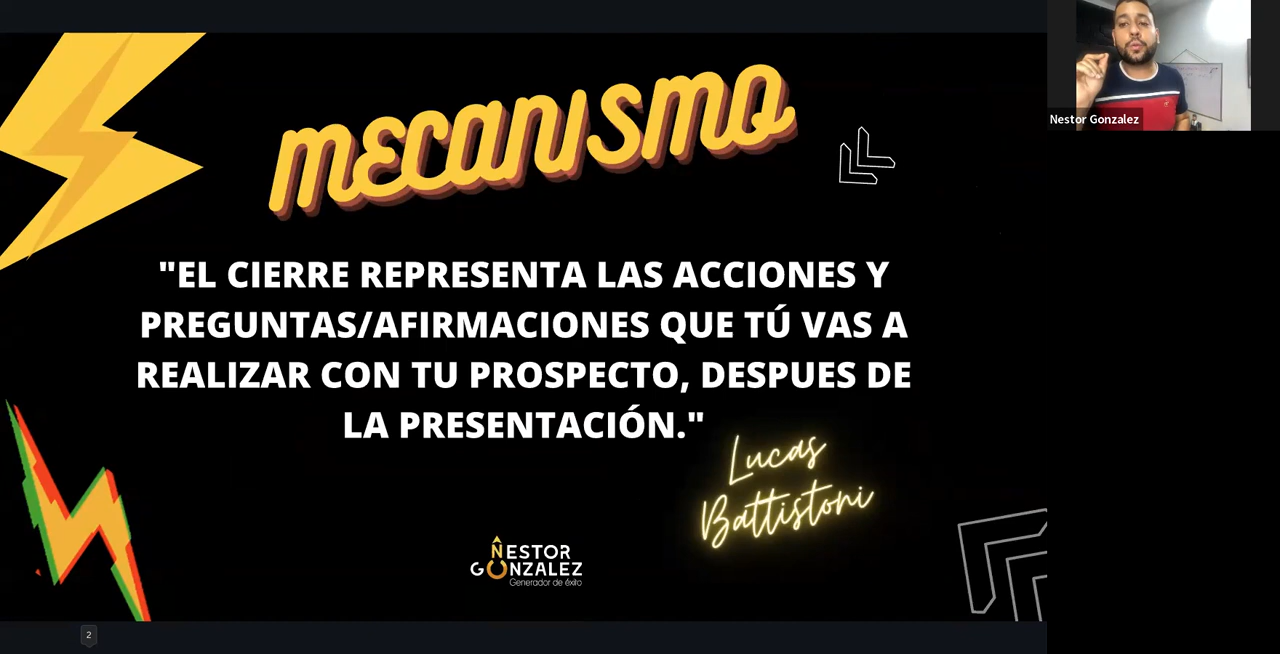 MECANISMO
"EL CIERRE REPRESENTA LAS ACCIONES Y
PREGUNTAS/AFIRMACIONES QUE TÚ VAS A
REALIZAR CON TU PROSPECTO, DESPUES DE
LA PRESENTACIÓN."
Lucas
Battistoni
NESTOR
GONZALEZ
Generador de éxito
Nestor Gonzalez
2